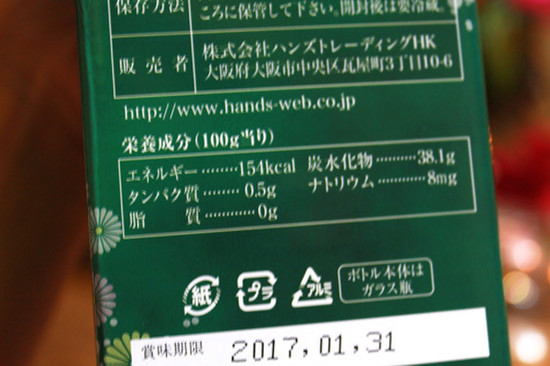 保存方法
ころに保管して下さい。開封後は要冷蔵。
販売者
株式会社ハンズトレーディングHK
大阪府大阪市中央区瓦屋町3丁目10-6
http://www.hands-web.co.jp
栄養成分(100g当り)
エネルギー………154kcal 炭水化物…………38.1g
タンパク質………0.5g ナトリウム…………8mg
脂質……………0g
紙 プラ アルミ ボトル本体は
ガラス瓶
賞味期限 2017,01,31